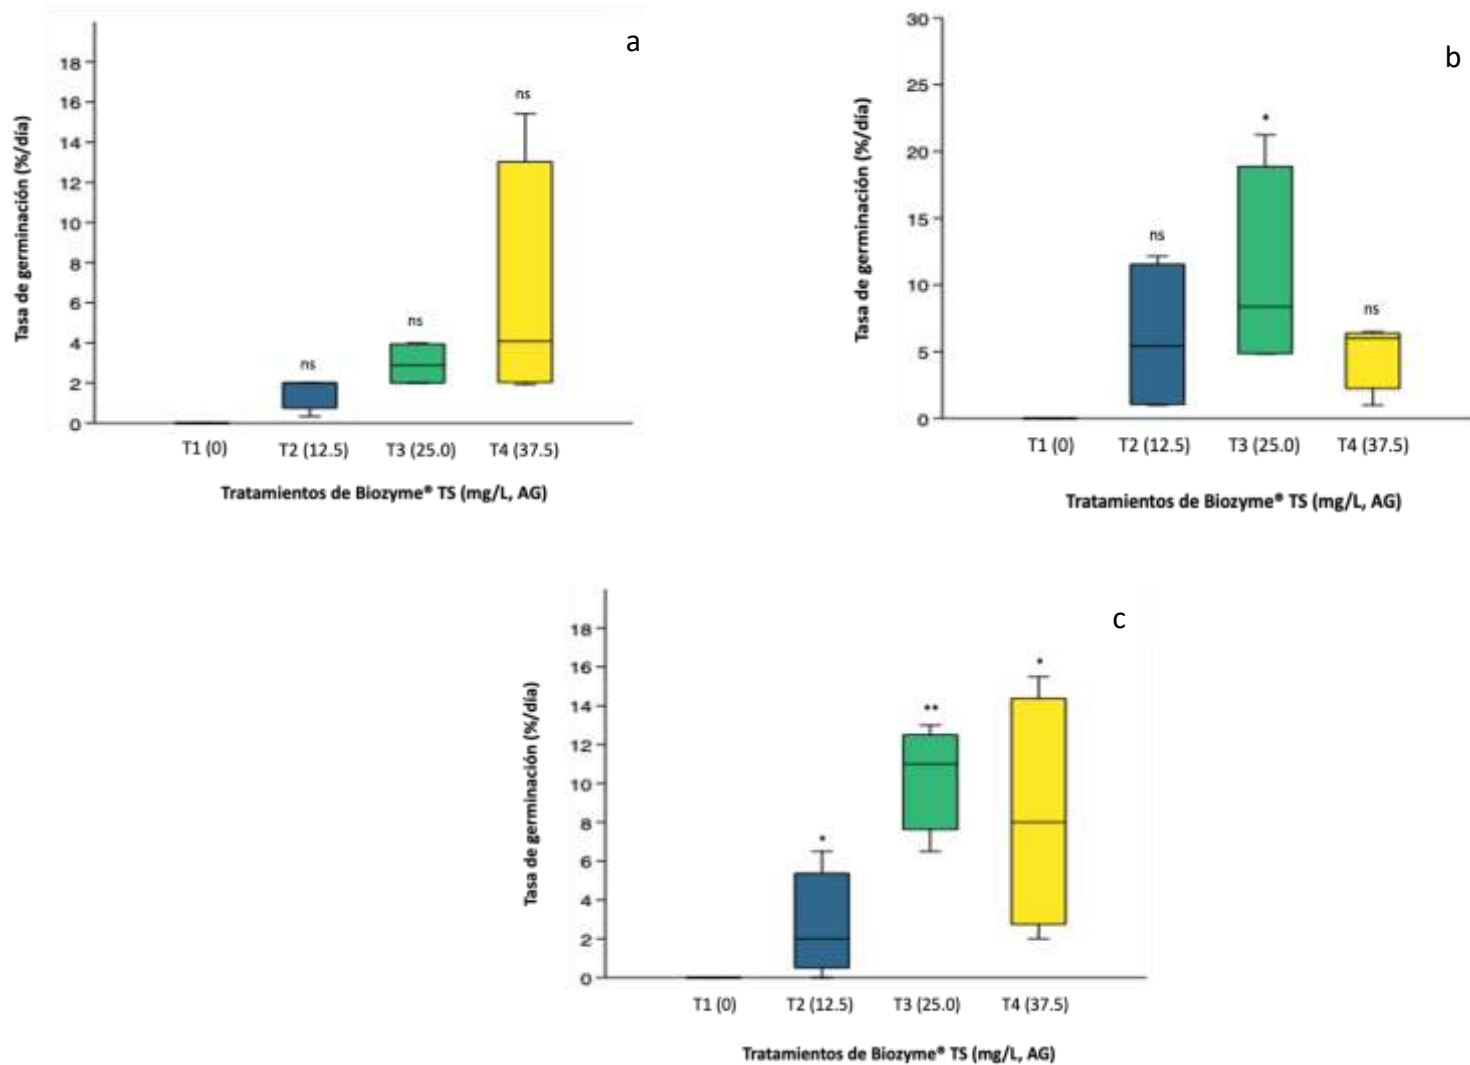 a
18
16
14
12
10
8
6
4
2
0
Tasa de germinación (%/día)
ns
ns
ns
T1 (0) T2 (12.5) T3 (25.0) T4 (37.5)
Tratamientos de Biozyme® TS (mg/L, AG)
b
30
25
20
15
10
5
0
Tasa de germinación (%/día)
ns
*
ns
T1 (0) T2 (12.5) T3 (25.0) T4 (37.5)
Tratamientos de Biozyme® TS (mg/L, AG)
c
18
16
14
12
10
8
6
4
2
0
Tasa de germinación (%/día)
*
**
*
T1 (0) T2 (12.5) T3 (25.0) T4 (37.5)
Tratamientos de Biozyme® TS (mg/L, AG)